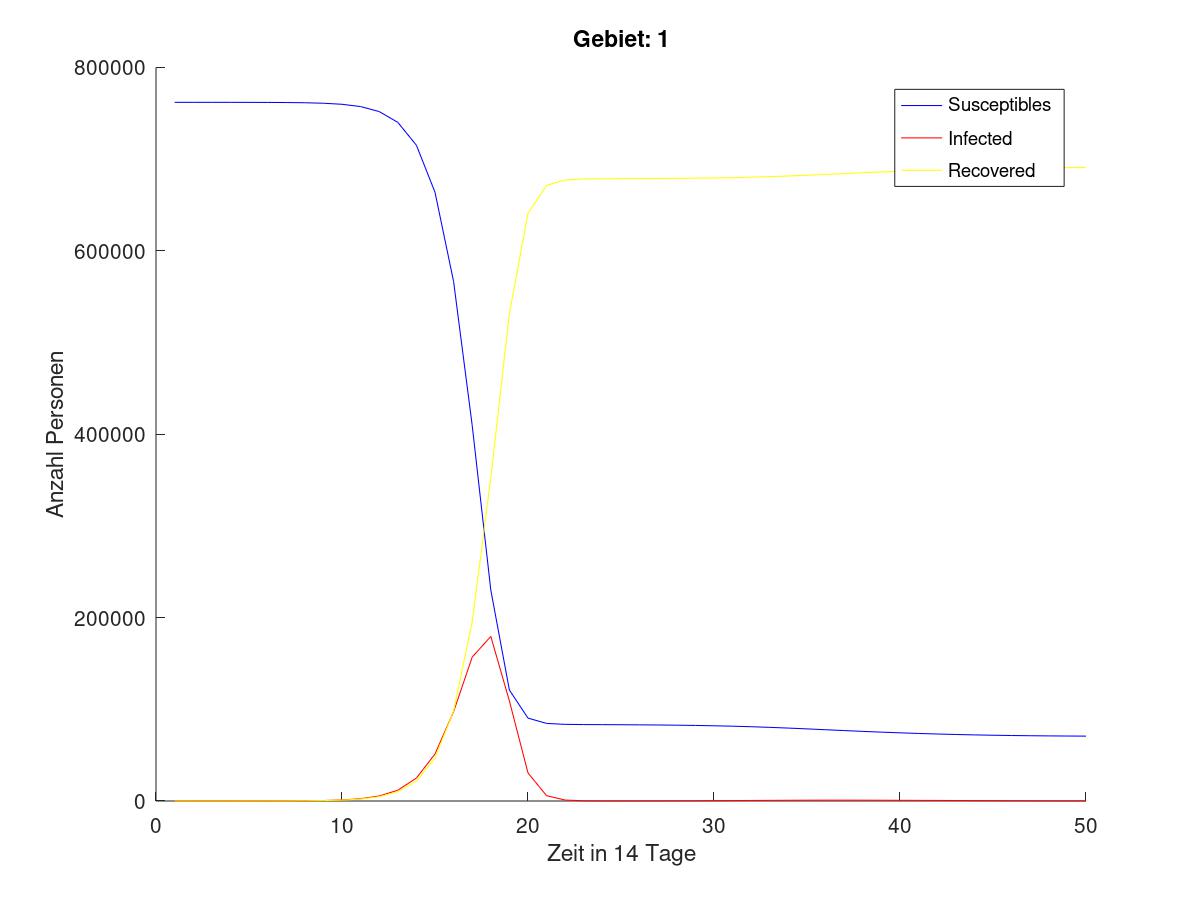 Gebiet: 1
800000
600000
400000
200000
0
Anzahl Personen
Susceptibles
Infected
Recovered
0 10 20 30 40 50
Zeit in 14 Tage